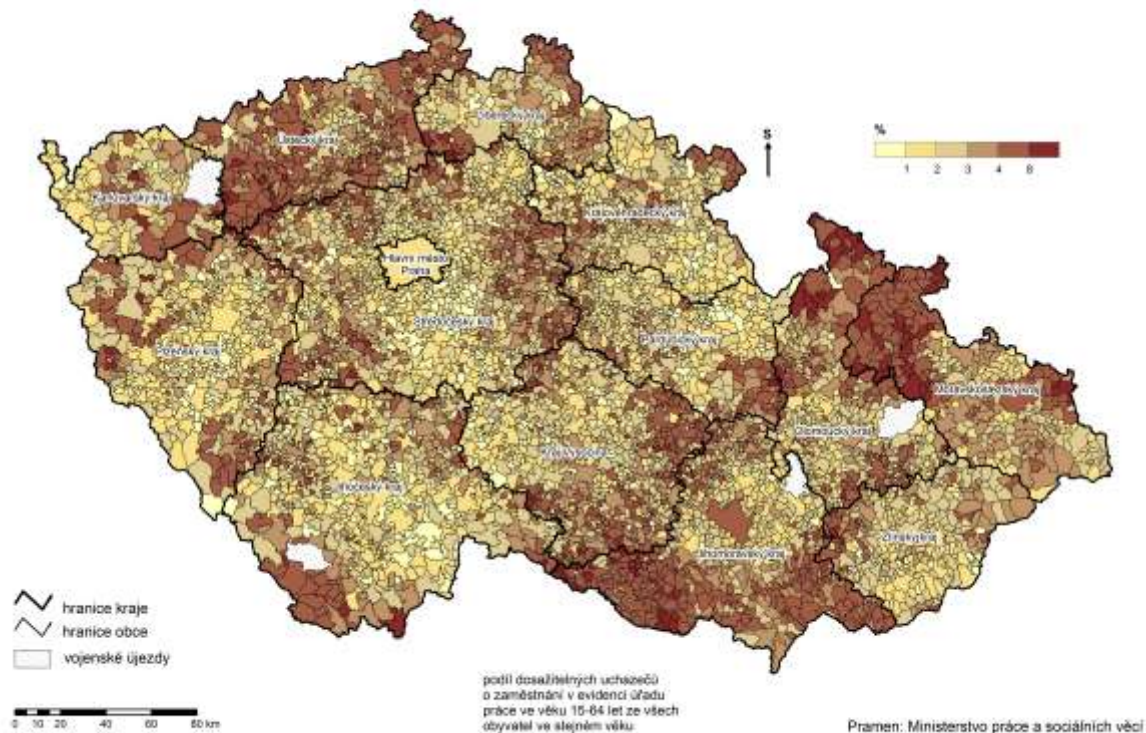 S
%
1 2 3 4 8
Liberecký kraj
Ústecký kraj
Karlovarský kraj
Královéhradecký kraj
Hlavní město
Praha
Středočeský kraj
Pardubický kraj
Plzeňský kraj
Moravskoslezský kraj
Olomoucký kraj
Kraj Vysočina
Jihočeský kraj
Zlínský kraj
Jihomoravský kraj
hranice kraje
hranice obce
vojenské újezdy
0 10 20 40 60 80 km
podíl dosažitelných uchazečů
o zaměstnání v evidenci úřadu
práce ve věku 15-64 let ze všech
obyvatel ve stejném věku
Pramen: Ministerstvo práce a sociálních věcí